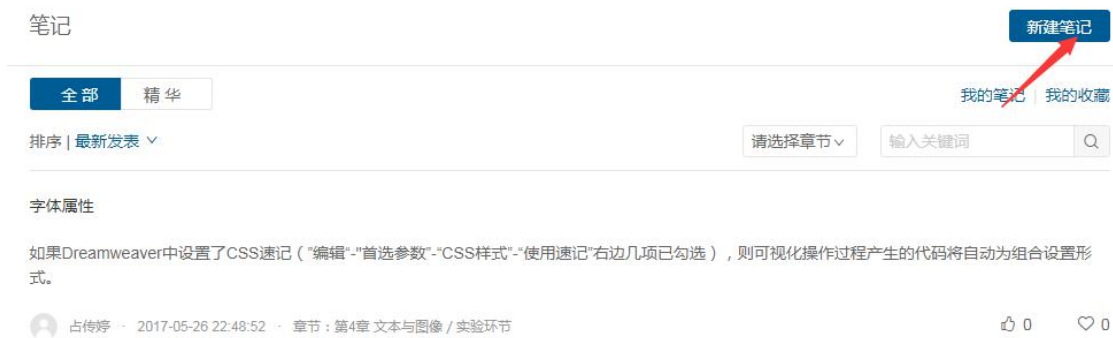 笔记
新建笔记
全部 精华
我的笔记 我的收藏
排序 | 最新发表
请选择章节
输入关键词
字体属性
如果Dreamweaver中设置了CSS速记（"编辑"-"首选参数"-"CSS样式"-"使用速记"右边几项已勾选），则可视化操作过程产生的代码将自动为组合设置形
式。
占传婷 · 2017-05-26 22:48:52 · 章节：第4章 文本与图像 / 实验环节
0 0